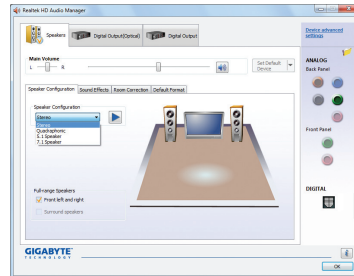 Realtek HD Audio Manager
Speakers
Digital Output(Optical)
Digital Output
Device advanced settings
Main Volume
L
R
Set Default Device
ANALOG
Back Panel
Speaker Configuration
Sound Effects
Room Correction
Default Format
Speaker Configuration
Stereo
Stereo
Quadraphonic
5.1 Speaker
7.1 Speaker
Front Panel
Full-range Speakers
Front left and right
Surround speakers
DIGITAL
GIGABYTE
TECHNOLOGY
i
OK